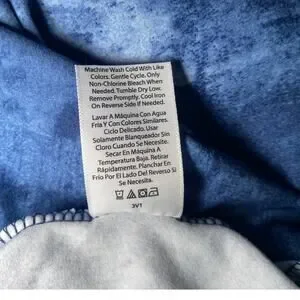 Machine Wash Cold With Like
Colors. Gentle Cycle. Only
Non-Chlorine Bleach When
Needed. Tumble Dry Low.
Remove Promptly. Cool Iron
On Reverse Side If Needed.
Lavar A Máquina Con Agua
Fría Y Con Colores Similares.
Ciclo Delicado. Usar
Solamente Blanqueador Sin
Cloro Cuando Se Necesite.
Secar En Máquina A
Temperatura Baja. Retirar
Rápidamente. Planchar En
Frío Por El Lado Del Reverso Si
Se Necesita.
3V1